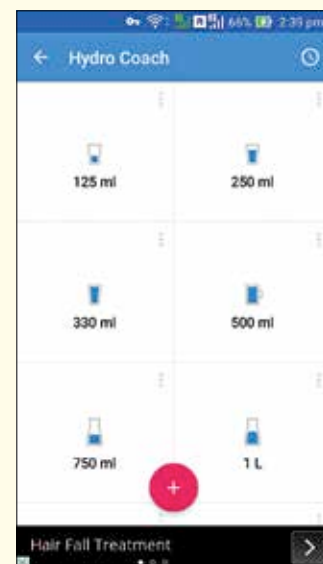 66% 2:39 pm
Hydro Coach
125 ml 250 ml
330 ml 500 ml
750 ml 1 L
+
Hair Fall Treatment